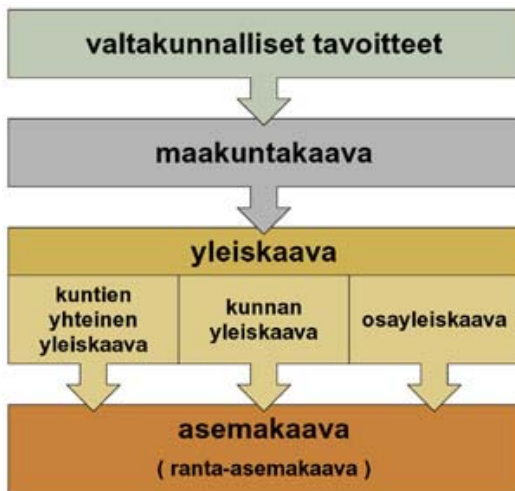 valtakunnalliset tavoitteet
maakuntakaava
yleiskaava
kuntien
yhteinen
yleiskaava
kunnan
yleiskaava
osayleiskaava
asemakaava
( ranta-asemakaava )